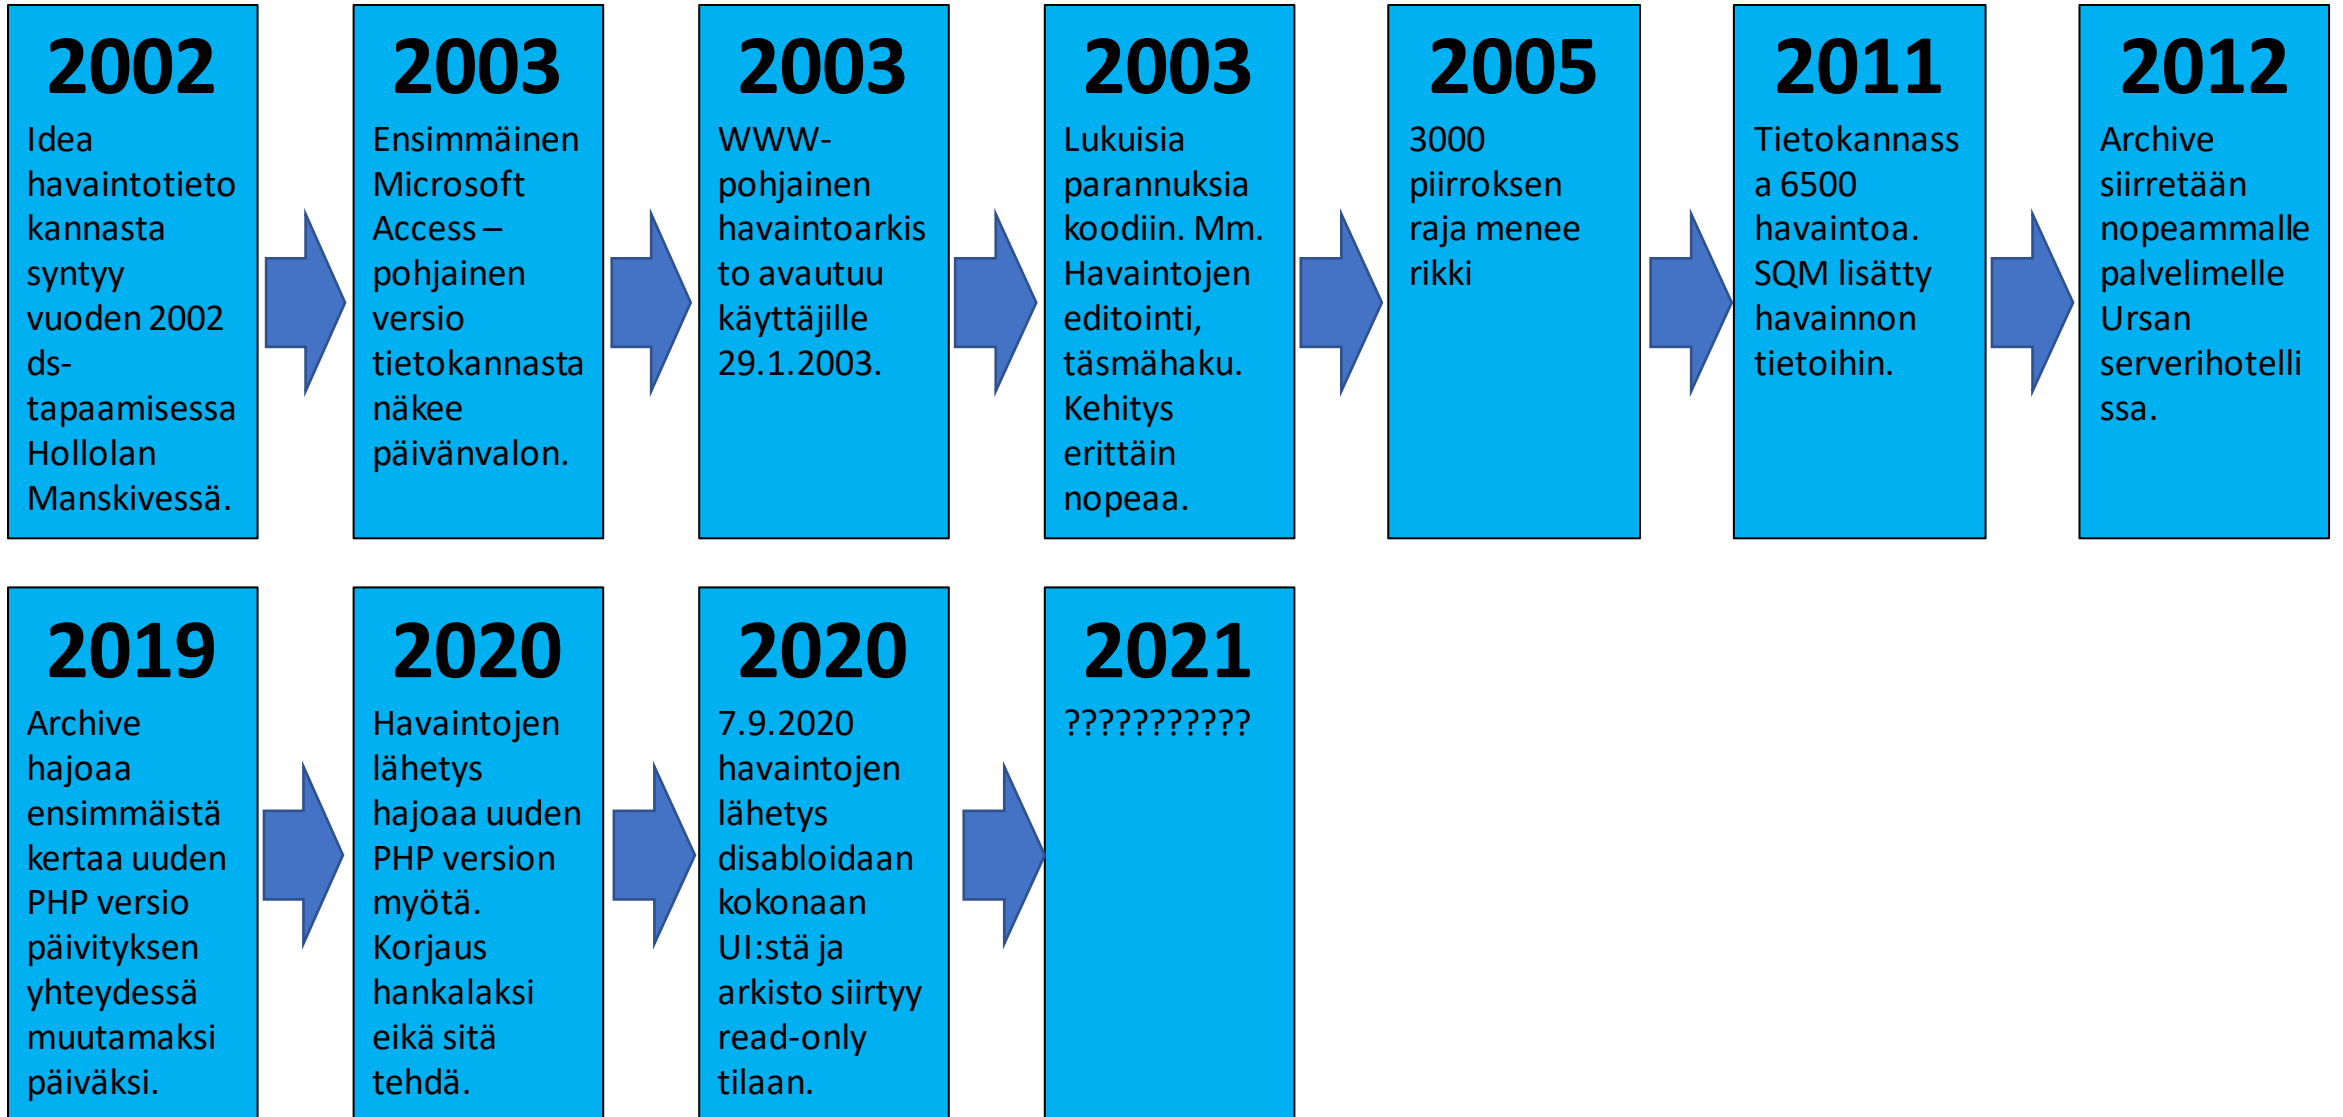 2002
Idea
havaintotieto
kannasta
syntyy
vuoden 2002
ds-
tapaamisessa
Hollolan
Manskivessä.
2003
Ensimmäinen
Microsoft
Access –
pohjainen
versio
tietokannasta
näkee
päivänvalon.
2003
WWW-
pohjainen
havaintoarkis
to avautuu
käyttäjille
29.1.2003.
2003
Lukuisia
parannuksia
koodiin. Mm.
Havaintojen
editointi,
täsmähaku.
Kehitys
erittäin
nopeaa.
2005
3000
piirroksen
raja menee
rikki
2011
Tietokannass
a 6500
havaintoa.
SQM lisätty
havainnon
tietoihin.
2012
Archive
siirretään
nopeammalle
palvelimelle
Ursan
serverihotelli
ssa.
2019
Archive
hajoaa
ensimmäistä
kertaa uuden
PHP versio
päivityksen
yhteydessä
muutamaksi
päiväksi.
2020
Havaintojen
lähetys
hajoaa uuden
PHP version
myötä.
Korjaus
hankalaksi
eikä sitä
tehdä.
2020
7.9.2020
havaintojen
lähetys
disabloidaan
kokonaan
UI:stä ja
arkisto siirtyy
read-only
tilaan.
2021
???????????